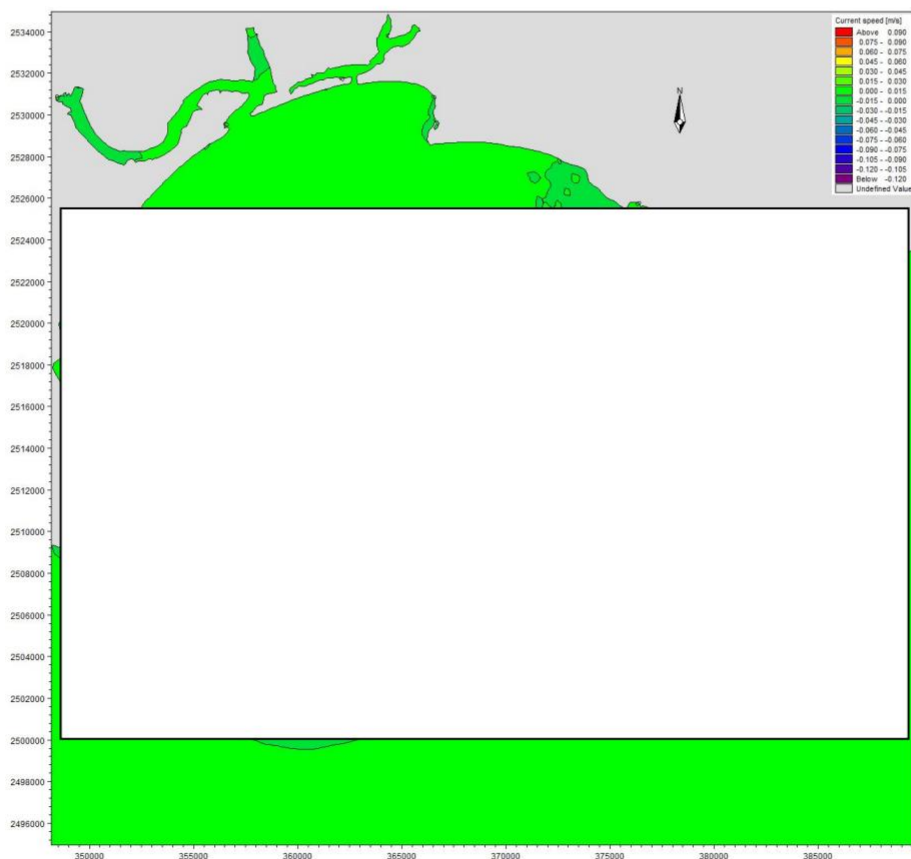 Current speed [m/s]
Above 0.090
0.075 - 0.090
0.060 - 0.075
0.045 - 0.060
0.030 - 0.045
0.015 - 0.030
0.000 - 0.015
-0.015 - 0.000
-0.030 - -0.015
-0.045 - -0.030
-0.060 - -0.045
-0.075 - -0.060
-0.090 - -0.075
-0.105 - -0.090
-0.120 - -0.105
Below -0.120
Undefined Value
N
2534000
2532000
2530000
2528000
2526000
2524000
2522000
2520000
2518000
2516000
2514000
2512000
2510000
2508000
2506000
2504000
2502000
2500000
2498000
2496000
350000 355000 360000 365000 370000 375000 380000 385000